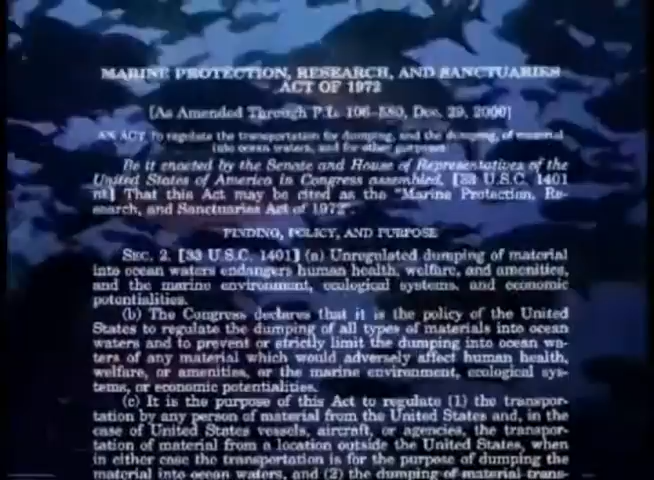 MARINE PROTECTION, RESEARCH, AND SANCTUARIES
ACT OF 1972
[As Amended Through P.L. 106–580, Dec. 29, 2000]
AN ACT To regulate the transportation for dumping, and the dumping, of material
into ocean waters, and for other purposes.
Be it enacted by the Senate and House of Representatives of the
United States of America in Congress assembled, [33 U.S.C. 1401
nt] That this Act may be cited as the "Marine Protection, Re-
search, and Sanctuaries Act of 1972".
FINDING, POLICY, AND PURPOSE
SEC. 2. [33 U.S.C. 1401] (a) Unregulated dumping of material
into ocean waters endangers human health, welfare, and amenities,
and the marine environment, ecological systems, and economic
potentialities.
(b) The Congress declares that it is the policy of the United
States to regulate the dumping of all types of materials into ocean
waters and to prevent or strictly limit the dumping into ocean wa-
ters of any material which would adversely affect human health,
welfare, or amenities, or the marine environment, ecological sys-
tems, or economic potentialities.
(c) It is the purpose of this Act to regulate (1) the transpor-
tation by any person of material from the United States and, in the
case of United States vessels, aircraft, or agencies, the transpor-
tation of material from a location outside the United States, when
in either case the transportation is for the purpose of dumping the
material into ocean waters, and (2) the dumping of material trans-